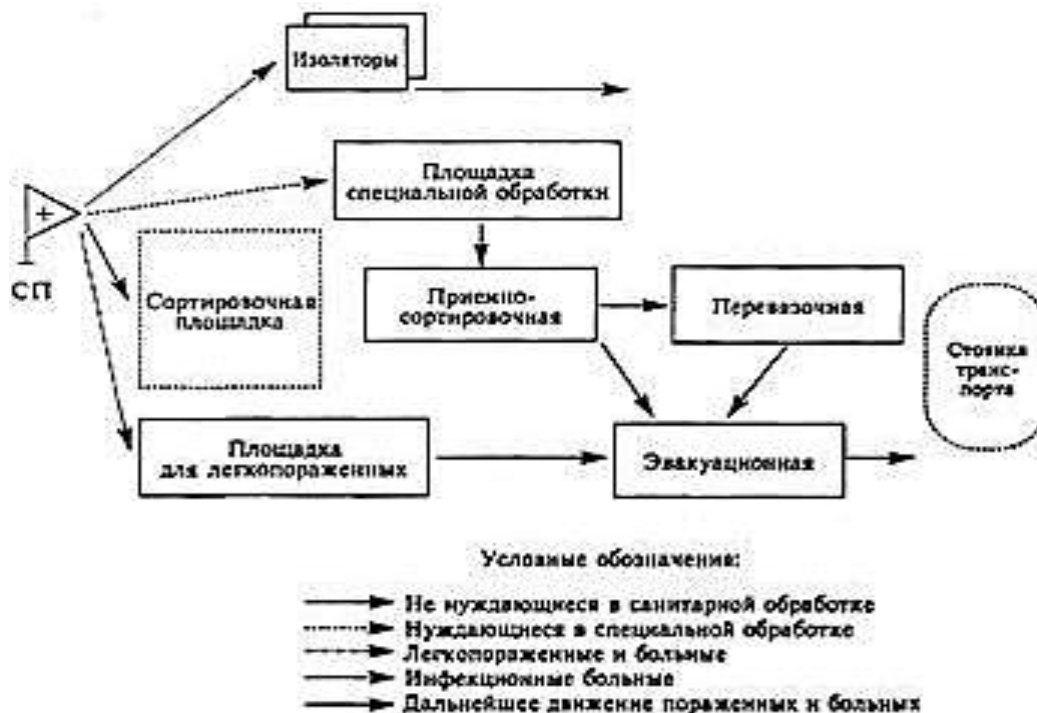 Изоляторы
Площадка
специальной обработки
+
СП
Сортировочная
площадка
Приемно-
сортировочная
Перевязочная
Стоянка
транс-
порта
Площадка
для легкопораженных
Эвакуационная
Условные обозначения:
Не нуждающиеся в санитарной обработке
Нуждающиеся в специальной обработке
Легкопораженные и больные
Инфекционные больные
Дальнейшее движение пораженных и больных